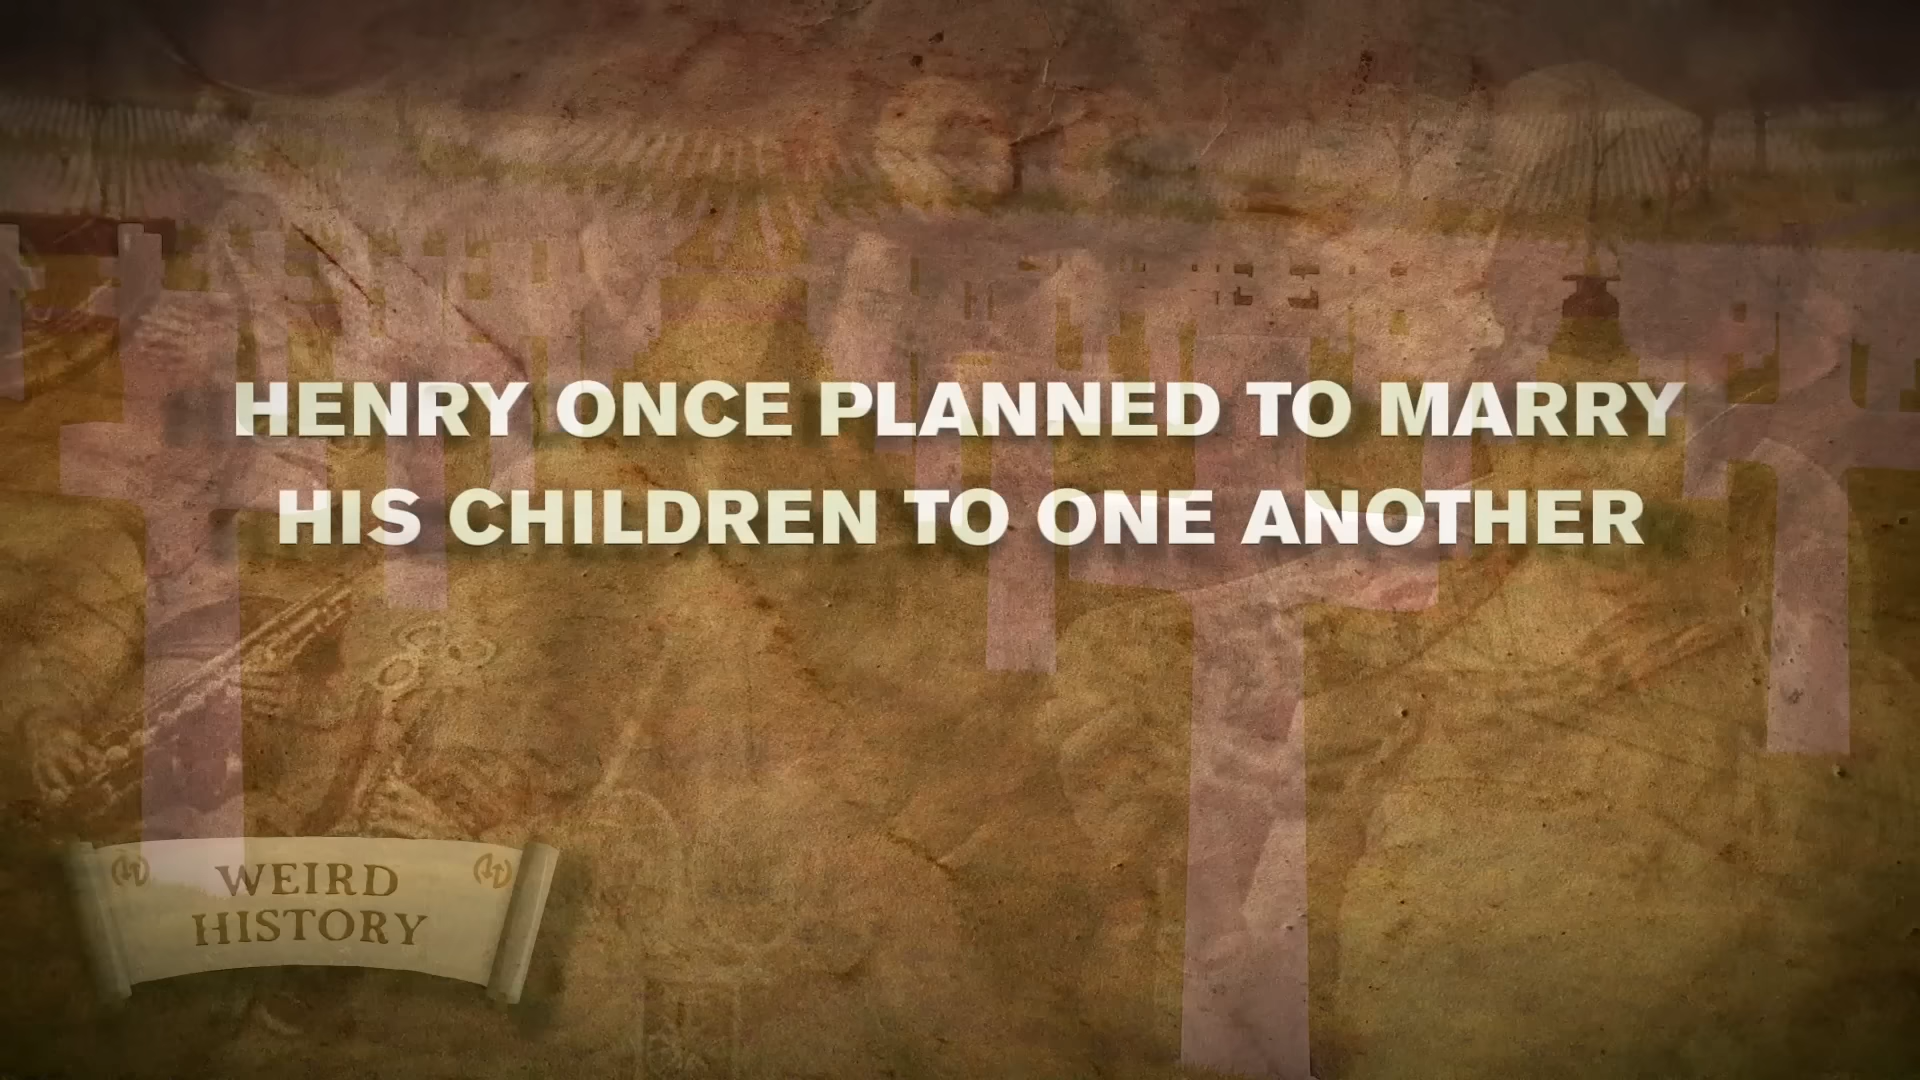 HENRY ONCE PLANNED TO MARRY
HIS CHILDREN TO ONE ANOTHER
WEIRD
HISTORY